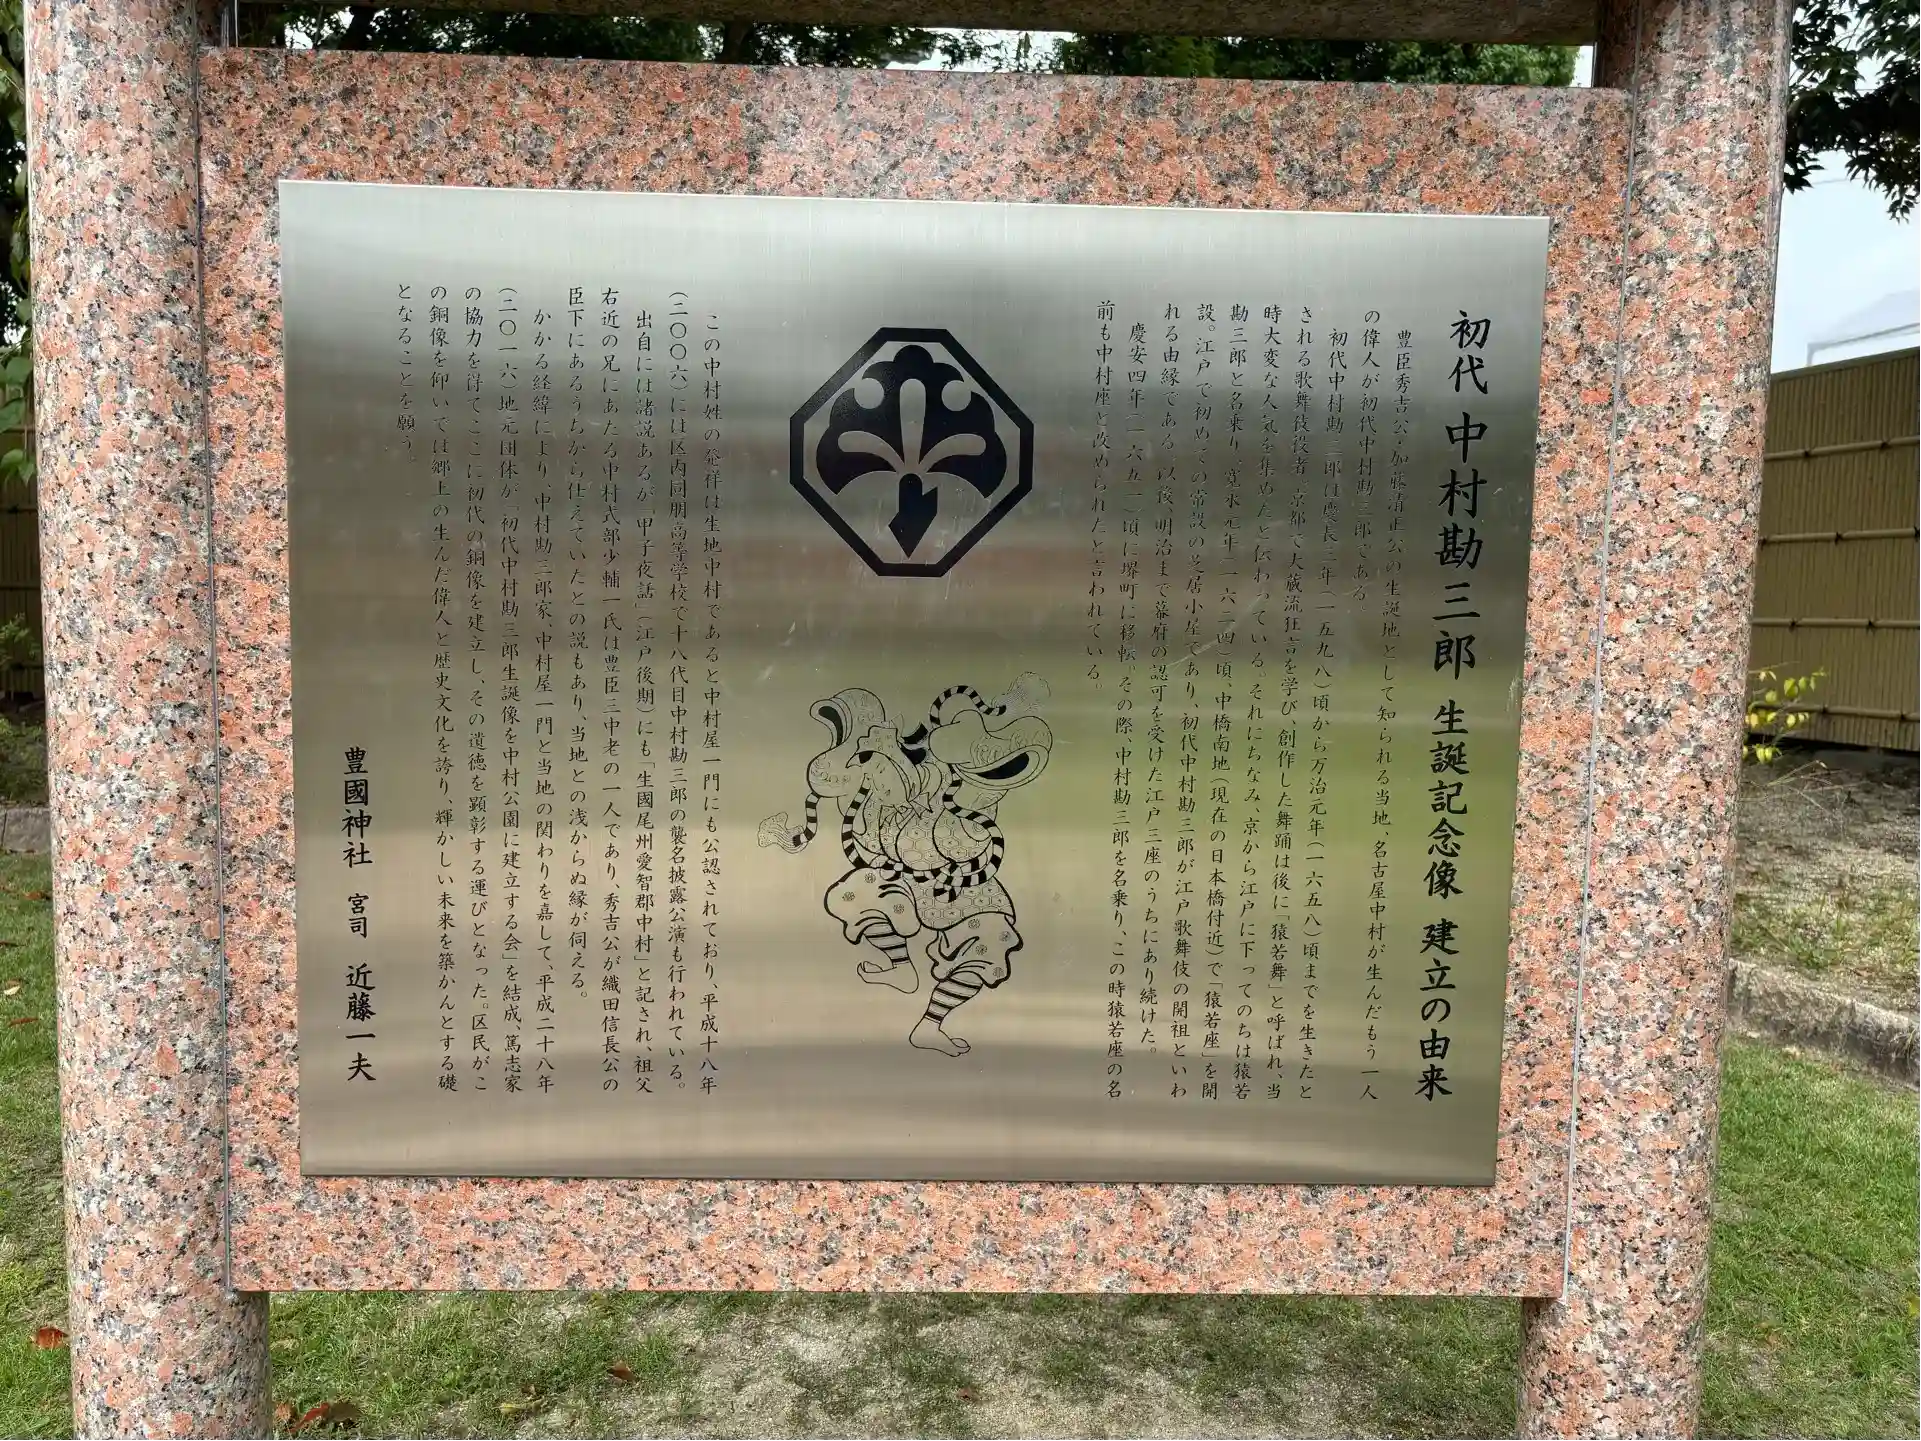 初代 中村勘三郎 生誕記念像 建立の由来
豊臣秀吉公・加藤清正公の生誕地として知られる当地、名古屋中村が生んだもう一人
の偉人が初代中村勘三郎である。
初代中村勘三郎は慶長三年(一五九八)頃から万治元年(一六五八)頃までを生きたと
される歌舞伎役者。京都で大蔵流狂言を学び、創作した舞踊は後に「猿若舞」と呼ばれ、当
時大変な人気を集めたと伝わっている。それにちなみ、京から江戸に下ってのちは猿若
勘三郎と名乗り、寛永元年(一六二四)頃、中橋南地(現在の日本橋付近)で「猿若座」を開
設。江戸で初めての常設の芝居小屋であり、初代中村勘三郎が江戸歌舞伎の開祖といわ
れる由縁である。以後、明治まで幕府の認可を受けた江戸三座のうちにあり続けた。
慶安四年(一六五一)頃に堺町に移転。その際、中村勘三郎を名乗り、この時猿若座の名
前も中村座と改められたと言われている。
この中村姓の発祥は生地中村であると中村屋一門にも公認されており、平成十八年
(二〇〇六)には区内同朋高等学校で十八代目中村勘三郎の襲名披露公演も行われている。
出自には諸説あるが「甲子夜話」(江戸後期)にも「生國尾州愛智郡中村」と記され、祖父
右近の兄にあたる中村式部少輔一氏は豊臣三中老の一人であり、秀吉公が織田信長公の
臣下にあるうちから仕えていたとの説もあり、当地との浅からぬ縁が伺える。
かかる経緯により、中村勘三郎家、中村屋一門と当地の関わりを嘉して、平成二十八年
(二〇一六)地元団体が「初代中村勘三郎生誕像を中村公園に建立する会」を結成、篤志家
の協力を得てここに初代の銅像を建立し、その遺徳を顕彰する運びとなった。区民がこ
の銅像を仰いでは郷土の生んだ偉人と歴史文化を誇り、輝かしい未来を築かんとする礎
となることを願う。
豊國神社 宮司 近藤一夫